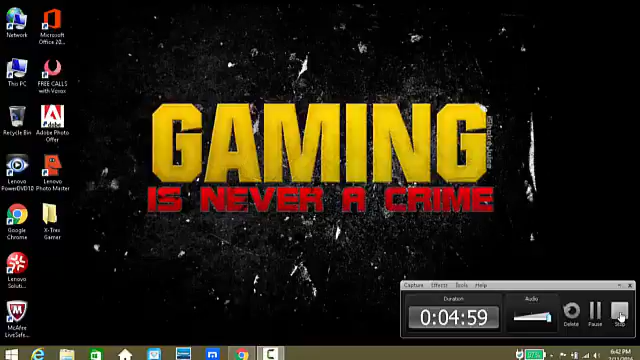 Network
Microsoft
Office 20...
This PC
FREE CALLS
with Voxox
Recycle Bin
Adobe Photo
Offer
Lenovo
PowerDVD10
Lenovo
Photo Master
Google
Chrome
X-Trex
Gamer
Lenovo
Solution...
McAfee
LiveSafe...
GAMING
IS NEVER A CRIME
Capture Effects Tools Help
Duration
0:04:59
Audio
Delete
Pause
Stop
97%
6:42 PM